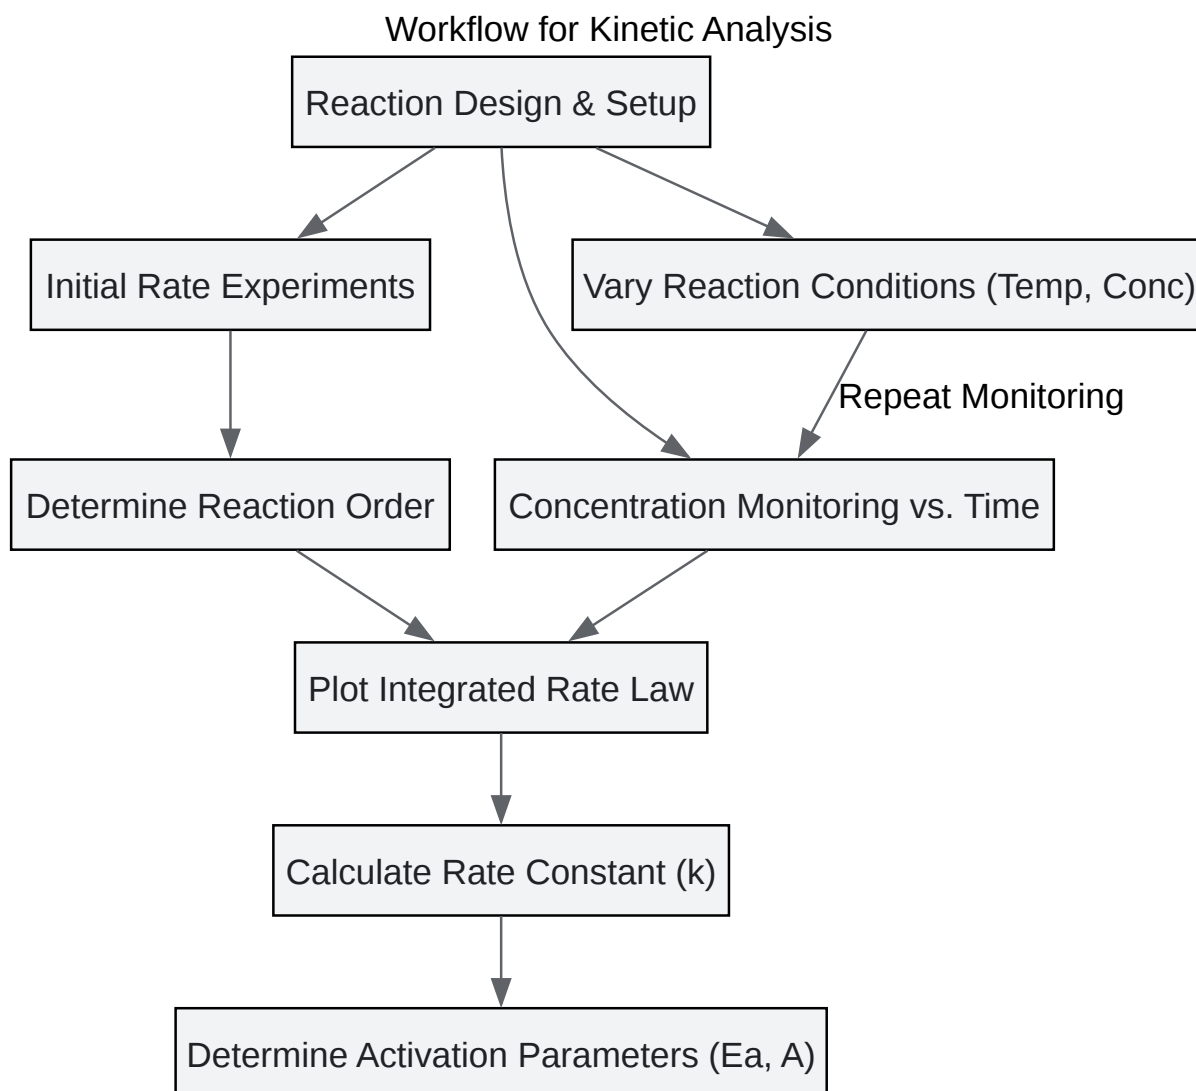 Workflow for Kinetic Analysis
Reaction Design & Setup
Initial Rate Experiments
Vary Reaction Conditions (Temp, Conc)
Repeat Monitoring
Determine Reaction Order
Concentration Monitoring vs. Time
Plot Integrated Rate Law
Calculate Rate Constant (k)
Determine Activation Parameters (Ea, A)